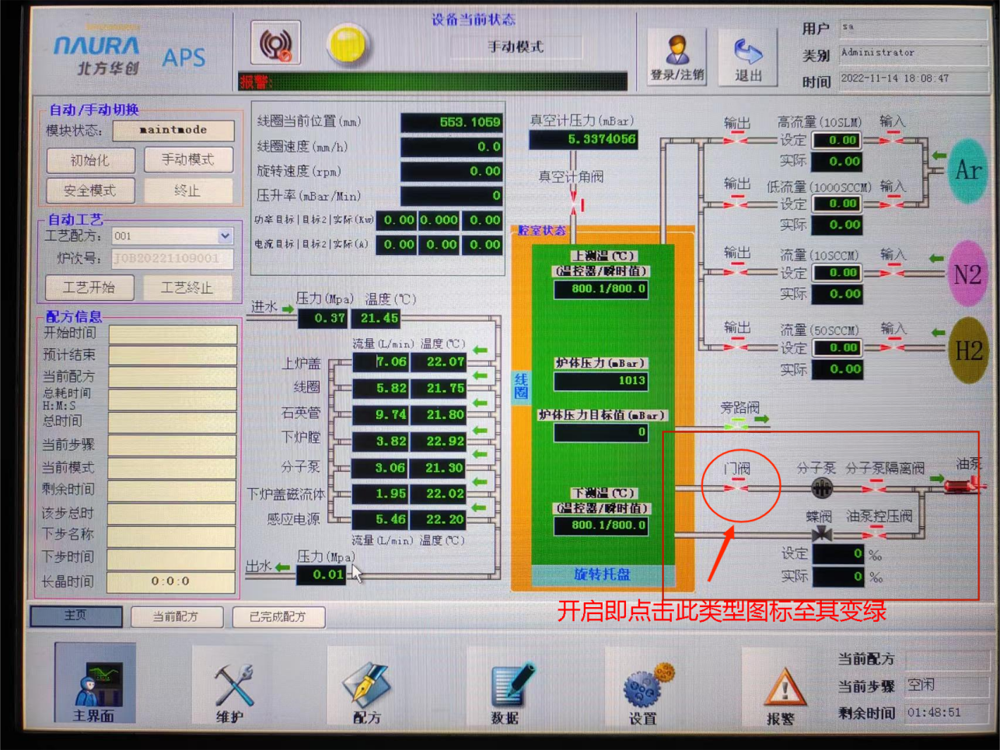 NAURA
北方华创
APS
设备当前状态
手动模式
报警:
登录/注销
退出
用户 sa
类别 Administrator
时间 2022-11-14 18:08:47
自动/手动切换
模块状态: maintmode
初始化 手动模式
安全模式 终止
自动工艺
工艺配方: 001
炉次号: JOB20221109001
工艺开始 工艺终止
配方信息
开始时间
预计结束
当前配方
总耗时间
H:M:S
总时间
当前步骤
当前模式
剩余时间
该步总时
下步名称
下步时间
长晶时间 0:0:0
线圈当前位置(mm) 553.1059
线圈速度(mm/h) 0.0
旋转速度(rpm) 0.00
压升率(mBar/Min) 0
功率目标|目标2|实际(Kw) 0.00 0.000 0.00
电流目标|目标2|实际(A) 0.00 0.00 0.00
进水 压力(Mpa) 温度(℃)
0.37 21.45
流量(L/min) 温度(℃)
上炉盖 7.06 22.07
线圈 5.82 21.75
石英管 9.74 21.80
下炉膛 3.82 22.92
分子泵 3.06 21.30
下炉盖磁流体 1.95 22.02
感应电源 5.46 22.20
流量(L/min) 温度(℃)
出水 压力(Mpa)
0.01
真空计压力(mBar)
5.3374056
真空计角阀
腔室状态
上测温(℃)
(温控器/瞬时值)
800.1/800.0
炉体压力(mBar)
1013
线圈
炉体压力目标值(mBar)
0
下测温(℃)
(温控器/瞬时值)
800.1/800.0
旋转托盘
输出 高流量(10SLM) 输入
设定 0.00
实际 0.00
Ar
输出 低流量(1000SCCM) 输入
设定 0.00
实际 0.00
输出 流量(10SCCM) 输入
设定 0.00
实际 0.00
N2
输出 流量(50SCCM) 输入
设定 0.00
实际 0.00
H2
旁路阀
门阀 分子泵 分子泵隔离阀 油泵
蝶阀 油泵控压阀
设定 0 ‰
实际 0 ‰
开启即点击此类型图标至其变绿
主页 当前配方 已完成配方
主界面 维护 配方 数据 设置 报警
当前配方
当前步骤 空闲
剩余时间 01:48:51